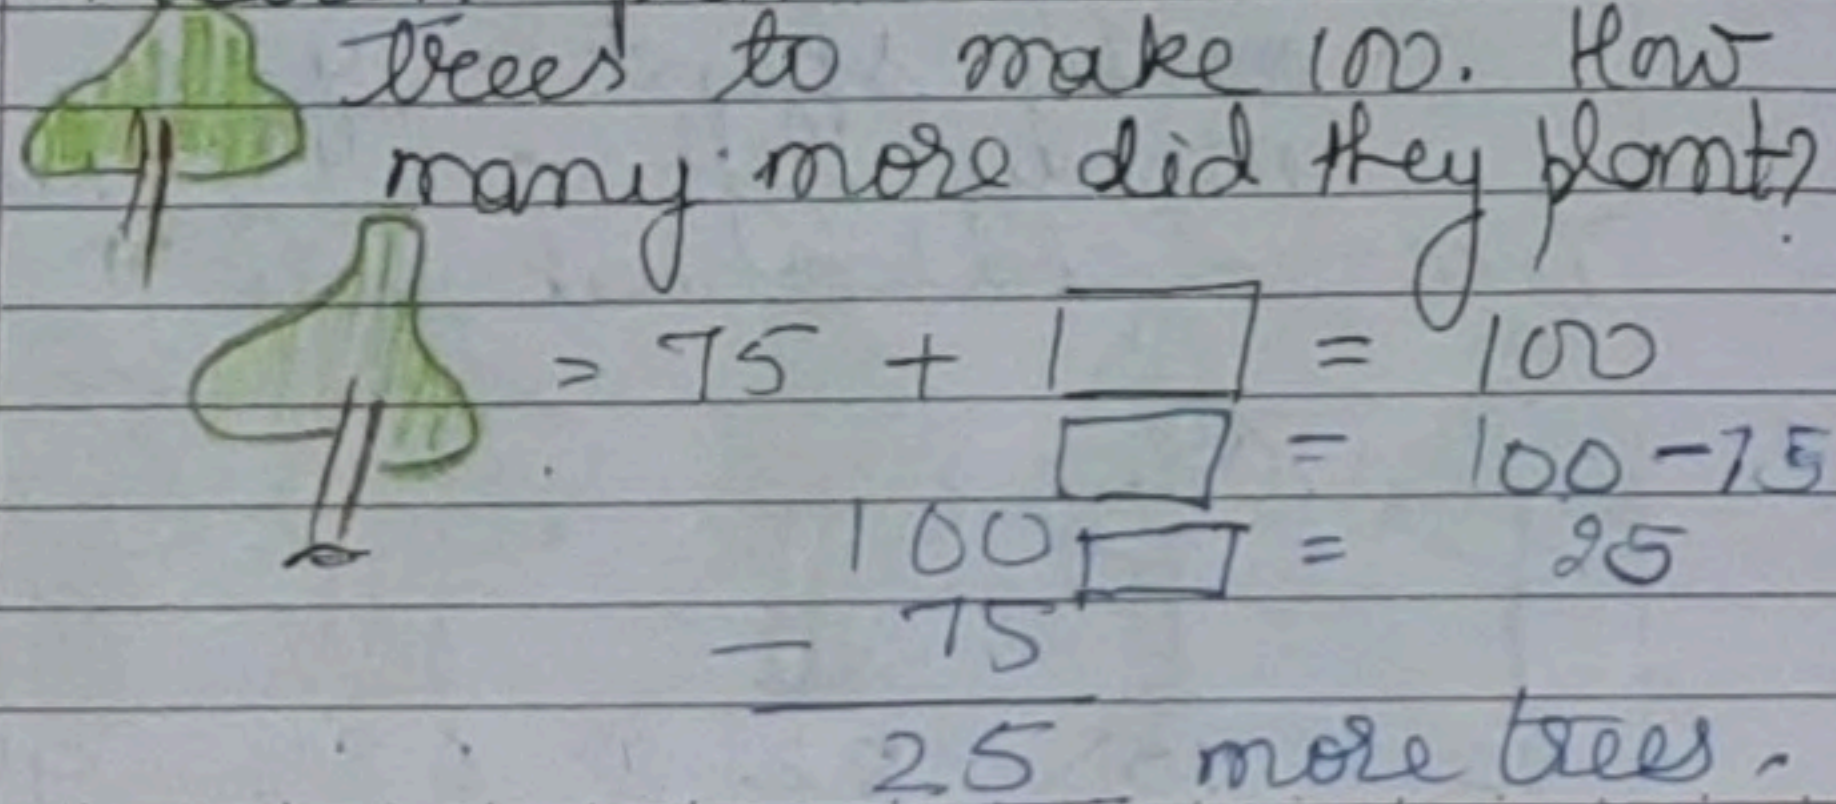 trees to make 100. How
many more did they plant?
= 75 + □ = 100
□ = 100 - 75
100 □ = 25
- 75
25 more trees.